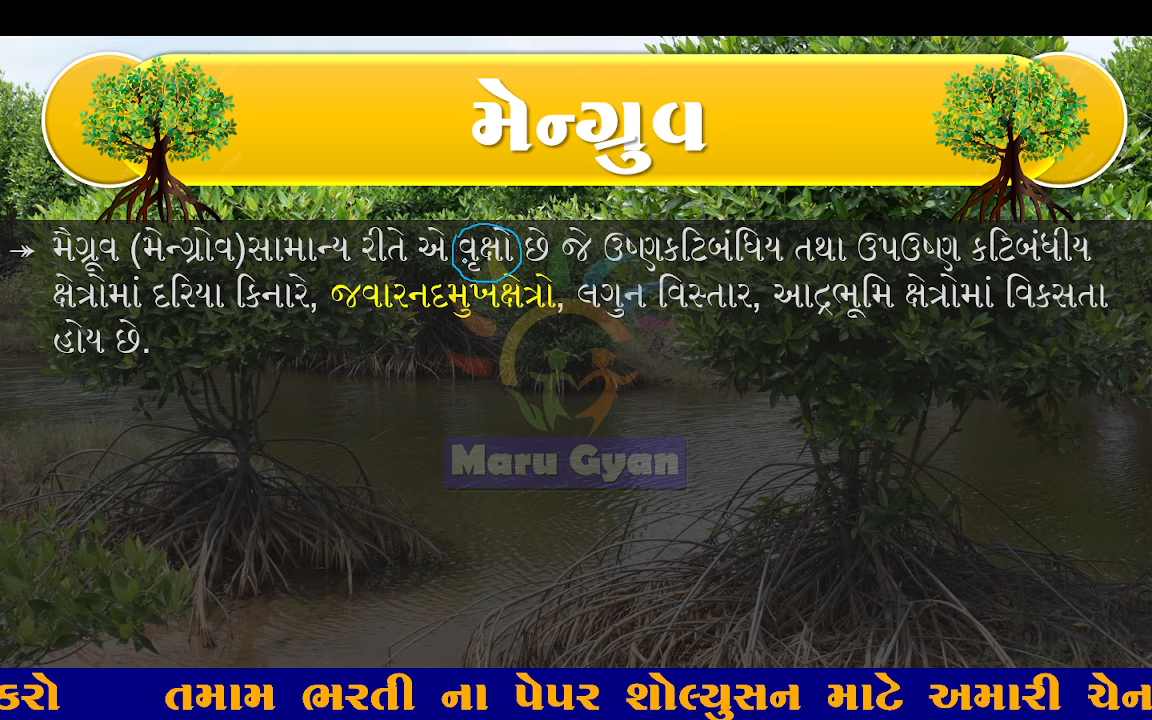 મેન્ગ્રુવ
મૈગ્રૂવ (મેન્ગ્રોવ)સામાન્ય રીતે એ વૃક્ષો છે જે ઉષ્ણકટિબંધિય તથા ઉપઉષ્ણ કટિબંધીય
ક્ષેત્રોમાં દરિયા કિનારે, જવારનદમુખક્ષેત્રો, લગુન વિસ્તાર, આદ્રભૂમિ ક્ષેત્રોમાં વિકસતા
હોય છે.
Maru Gyan
કરો તમામ ભરતી ના પેપર શોલ્યુસન માટે અમારી ચેન